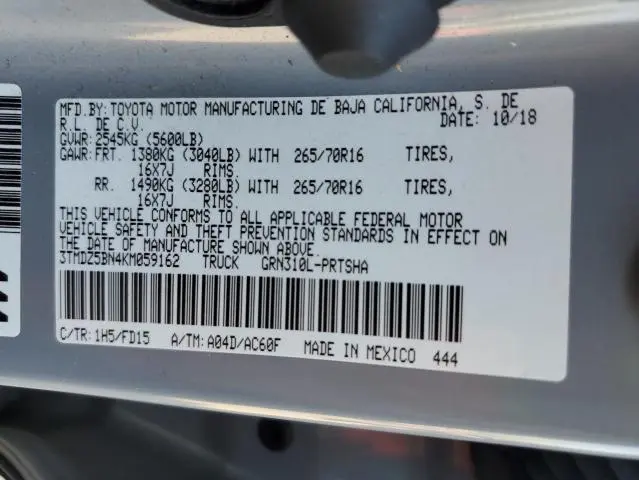 MFD.BY:TOYOTA MOTOR MANUFACTURING DE BAJA CALIFORNIA, S. DE
R.L. DE C.V. DATE: 10/18
GVWR: 2545KG (5600LB)
GAWR:FRT. 1380KG (3040LB) WITH 265/70R16 TIRES,
16X7J RIMS.
RR. 1490KG (3280LB) WITH 265/70R16 TIRES,
16X7J RIMS.
THIS VEHICLE CONFORMS TO ALL APPLICABLE FEDERAL MOTOR
VEHICLE SAFETY AND THEFT PREVENTION STANDARDS IN EFFECT ON
THE DATE OF MANUFACTURE SHOWN ABOVE.
3TMDZ5BN4KM059162 TRUCK GRN310L-PRTSHA
C/TR: 1H5/FD15 A/TM: A04D/AC60F MADE IN MEXICO 444